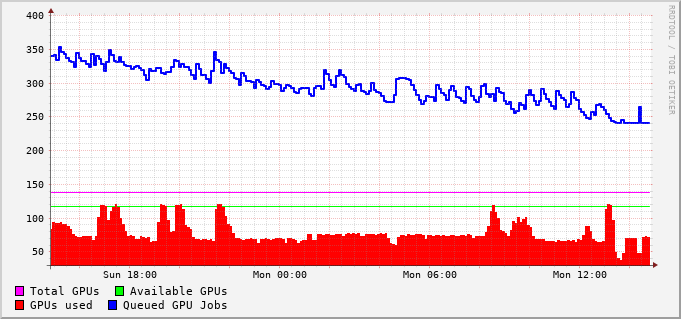 400
350
300
250
200
150
100
50
Sun 18:00 Mon 00:00 Mon 06:00 Mon 12:00
Total GPUs Available GPUs
GPUs used Queued GPU Jobs
RRDTOOL / TOBI OETIKER